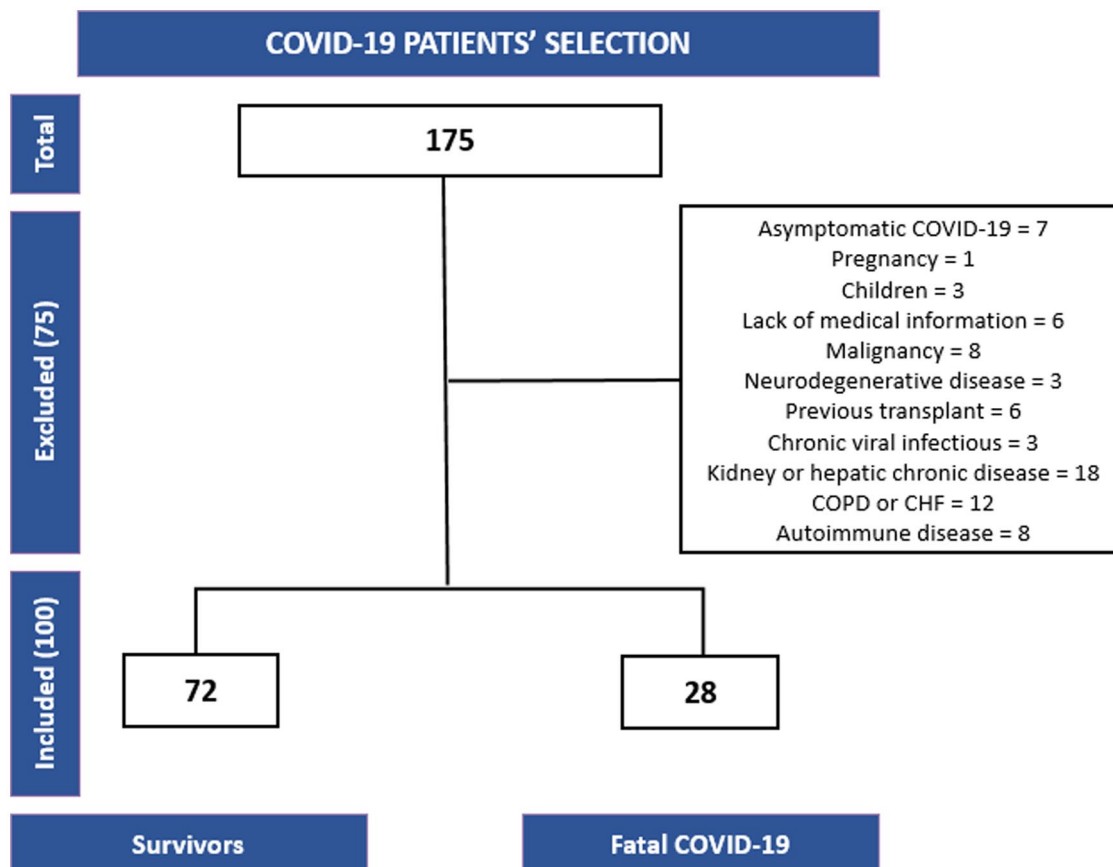 COVID-19 PATIENTS’ SELECTION
Total
175
Excluded (75)
Asymptomatic COVID-19 = 7
Pregnancy = 1
Children = 3
Lack of medical information = 6
Malignancy = 8
Neurodegenerative disease = 3
Previous transplant = 6
Chronic viral infectious = 3
Kidney or hepatic chronic disease = 18
COPD or CHF = 12
Autoimmune disease = 8
Included (100)
72
28
Survivors
Fatal COVID-19